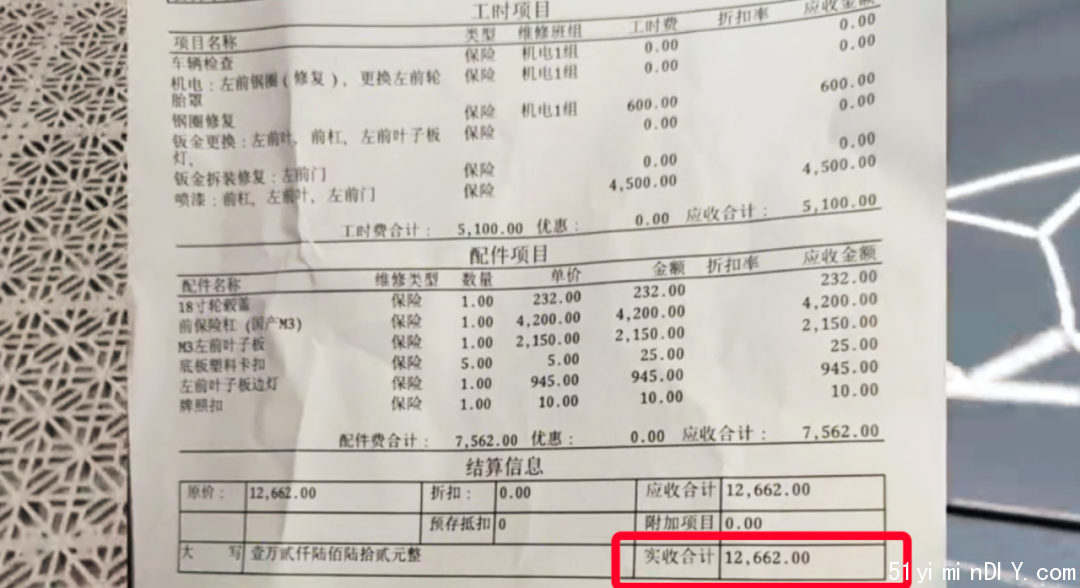 工时项目
项目名称 类型 维修班组 工时费 折扣率 应收金额
车辆检查 保险 机电1组 0.00 0.00
机电:左前钢圈(修复)、更换左前轮胎罩 保险 机电1组 0.00 0.00
钢圈修复 保险 机电1组 600.00 600.00
钣金更换:左前叶,前杠,左前叶子板灯、 保险 0.00 0.00
钣金拆装修复:左前门 保险 0.00 0.00
喷漆:前杠,左前叶、左前门 保险 4,500.00 4,500.00
工时费合计: 5,100.00 优惠: 0.00 应收合计: 5,100.00
配件项目
配件名称 维修类型 数量 单价 金额 折扣率 应收金额
18寸轮毂盖 保险 1.00 232.00 232.00 232.00
前保险杠(国产M3) 保险 1.00 4,200.00 4,200.00 4,200.00
M3左前叶子板 保险 1.00 2,150.00 2,150.00 2,150.00
底板塑料卡扣 保险 5.00 5.00 25.00 25.00
左前叶子板边灯 保险 1.00 945.00 945.00 945.00
牌照扣 保险 1.00 10.00 10.00 10.00
配件费合计: 7,562.00 优惠: 0.00 应收合计: 7,562.00
结算信息
原价: 12,662.00 折扣: 0.00 应收合计 12,662.00
预存抵扣 0 附加项目 0.00
大 写 壹万贰仟陆佰陆拾贰元整 实收合计 12,662.00
51yiminDIY.com